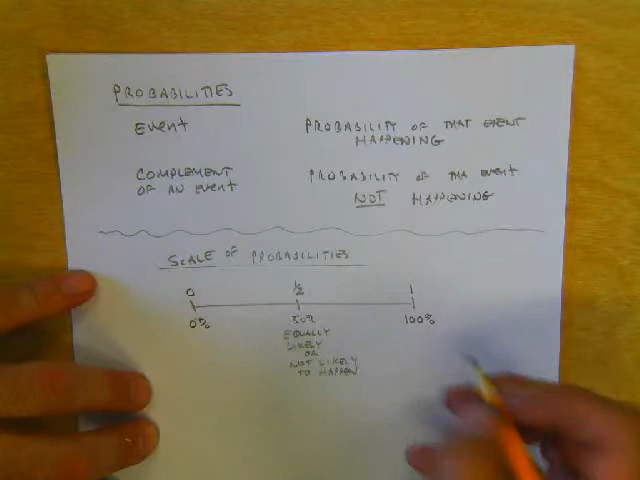 PROBABILITIES
EVENT
PROBABILITY OF THAT EVENT
HAPPENING
COMPLEMENT
OF AN EVENT
PROBABILITY OF THA EVENT
NOT HAPPENING
SCALE OF PROBABILITIES
0 ½ 1
0% 50% 100%
EQUALLY
LIKELY
OR
NOT LIKELY
TO HAPPEN